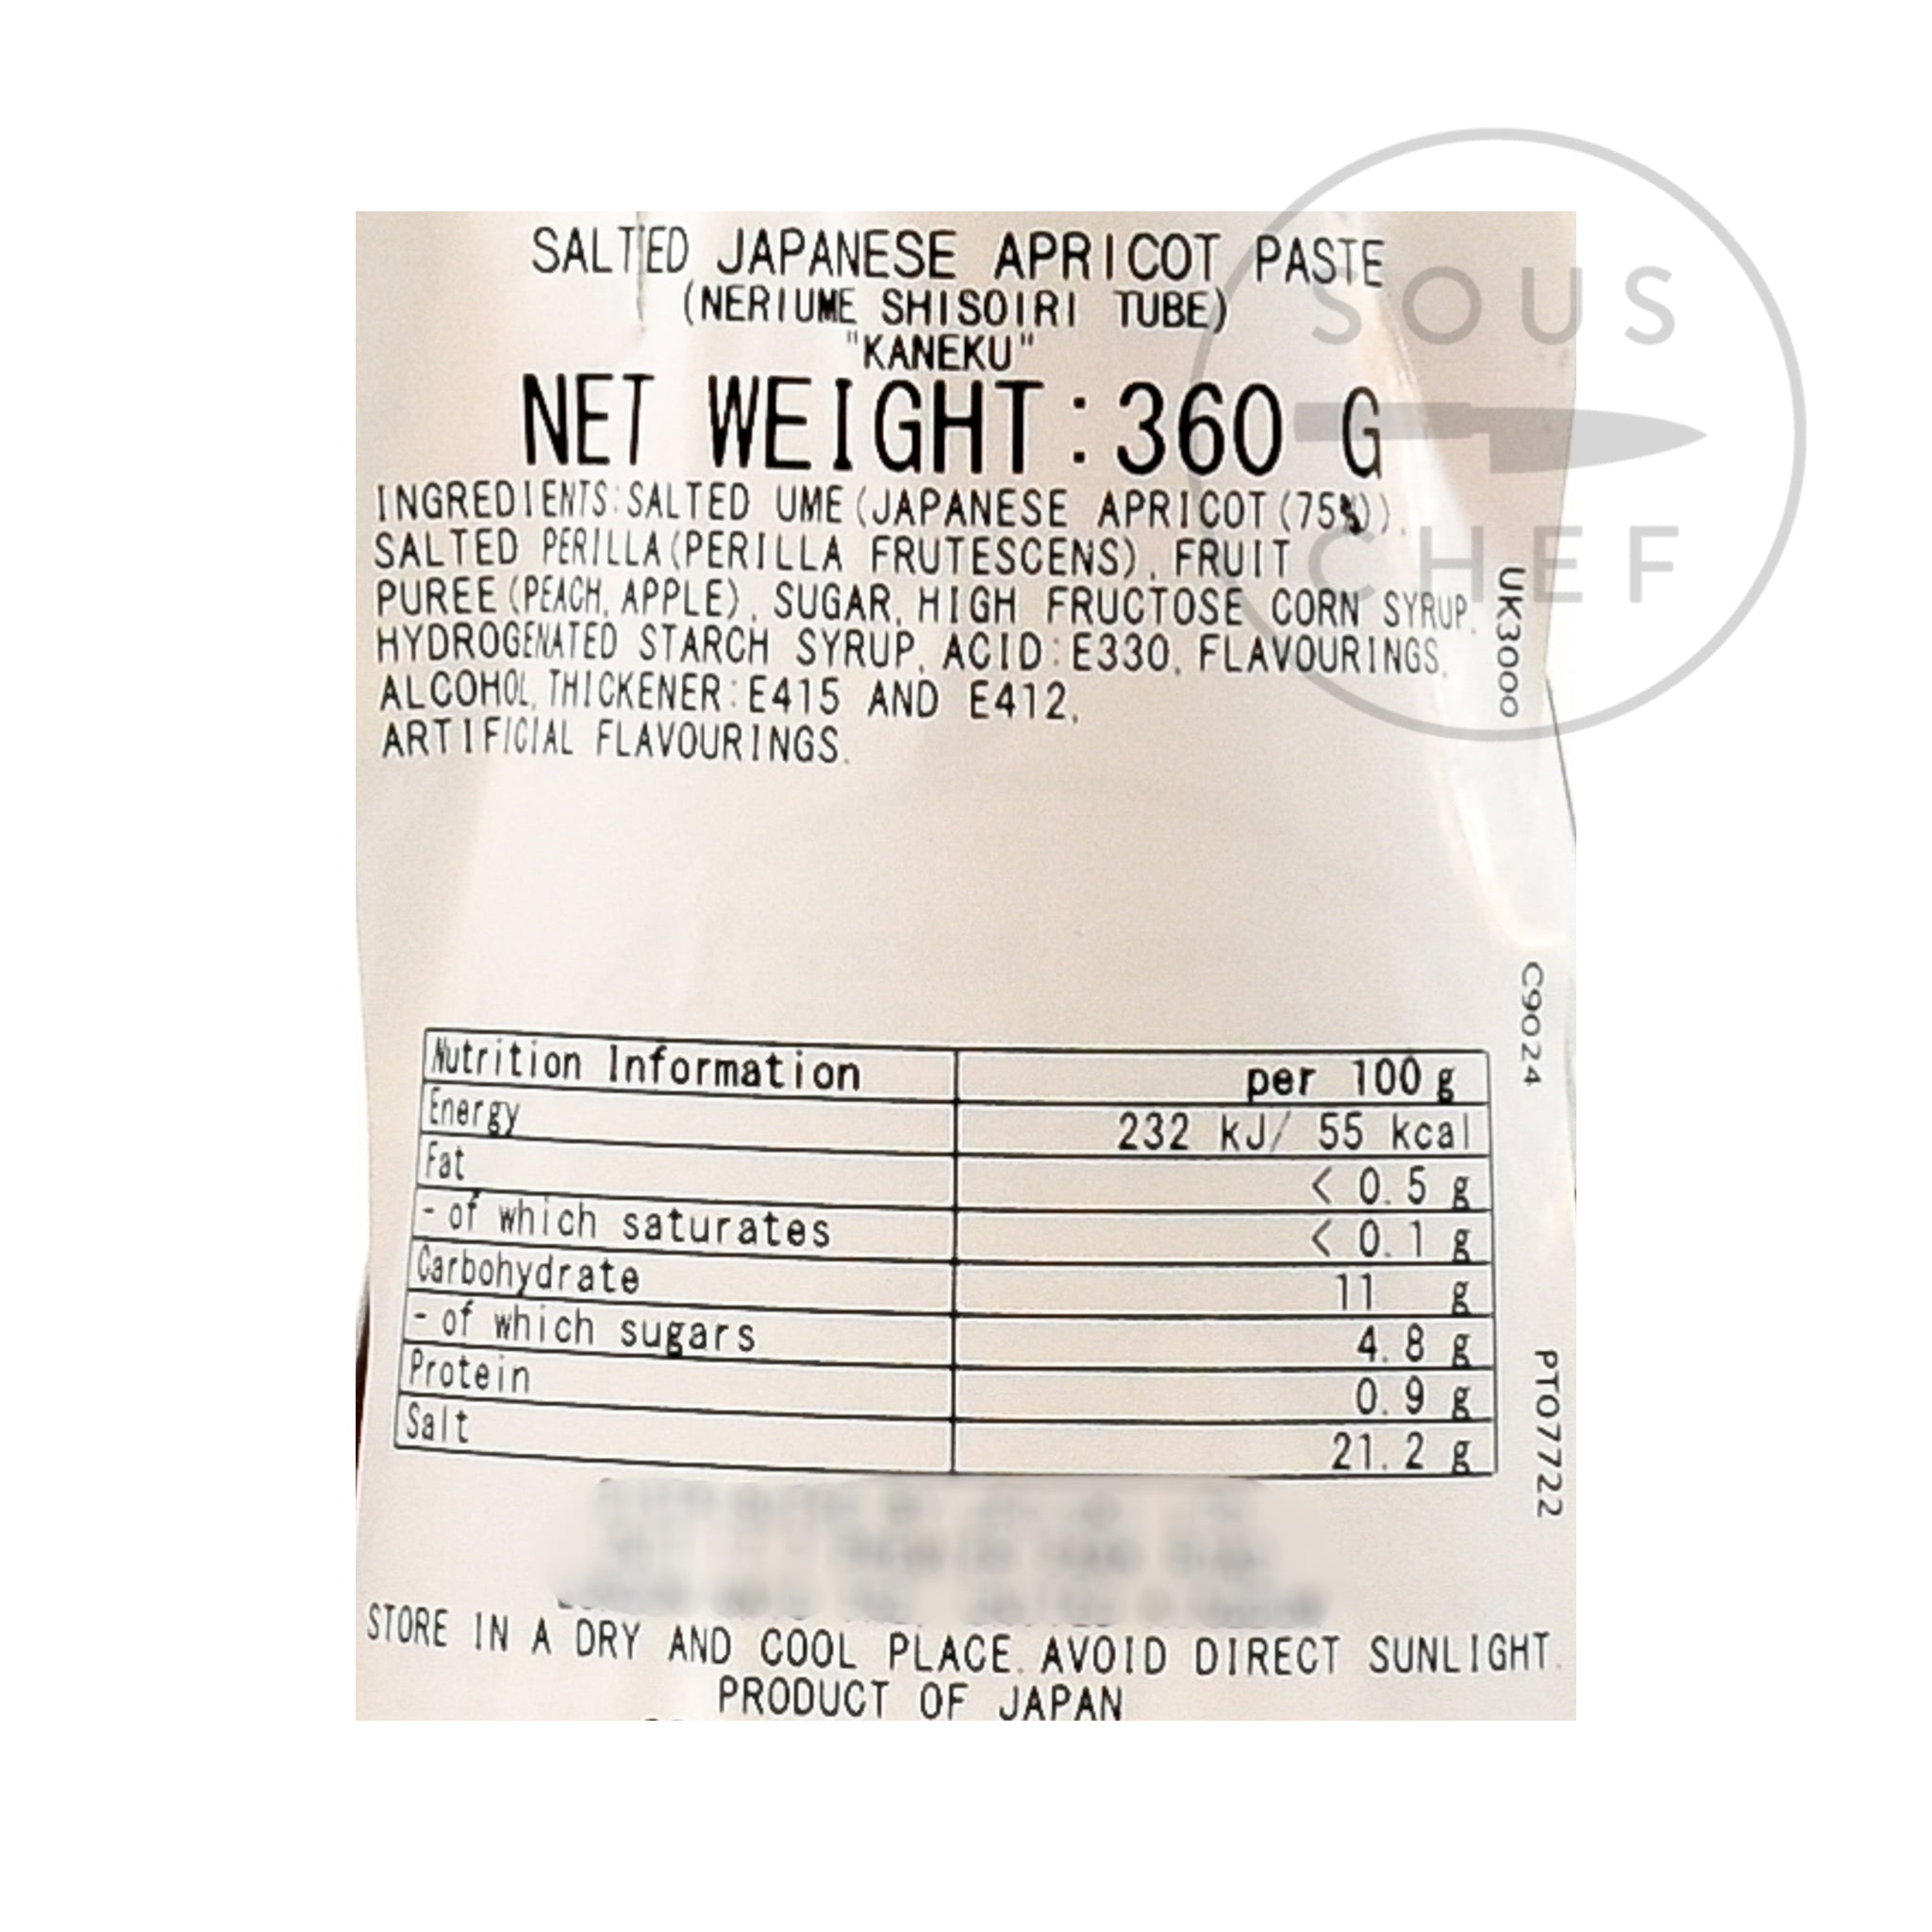 SALTED JAPANESE APRICOT PASTE
(NERIUME SHISOIRI TUBE)
"KANEKU"
NET WEIGHT:360 G
INGREDIENTS:SALTED UME(JAPANESE APRICOT(75%)),
SALTED PERILLA(PERILLA FRUTESCENS), FRUIT
PUREE(PEACH, APPLE), SUGAR, HIGH FRUCTOSE CORN SYRUP,
HYDROGENATED STARCH SYRUP, ACID:E330, FLAVOURINGS,
ALCOHOL, THICKENER:E415 AND E412,
ARTIFICIAL FLAVOURINGS.
SOUS
CHEF
UK3000
C9024
PT07722
Nutrition Information per 100g
Energy 232 kJ/ 55 kcal
Fat < 0.5 g
- of which saturates < 0.1 g
Carbohydrate 11 g
- of which sugars 4.8 g
Protein 0.9 g
Salt 21.2 g
STORE IN A DRY AND COOL PLACE. AVOID DIRECT SUNLIGHT.
PRODUCT OF JAPAN